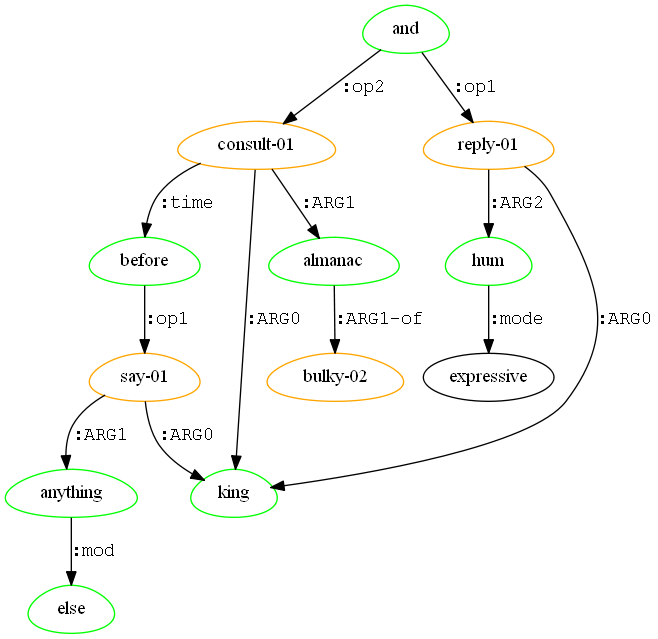 and
:op2
:op1
consult-01
reply-01
:time
:ARG1
:ARG2
before
almanac
hum
:op1
:ARG0
:ARG1-of
:mode
:ARG0
say-01
bulky-02
expressive
:ARG1
:ARG0
anything
king
:mod
else